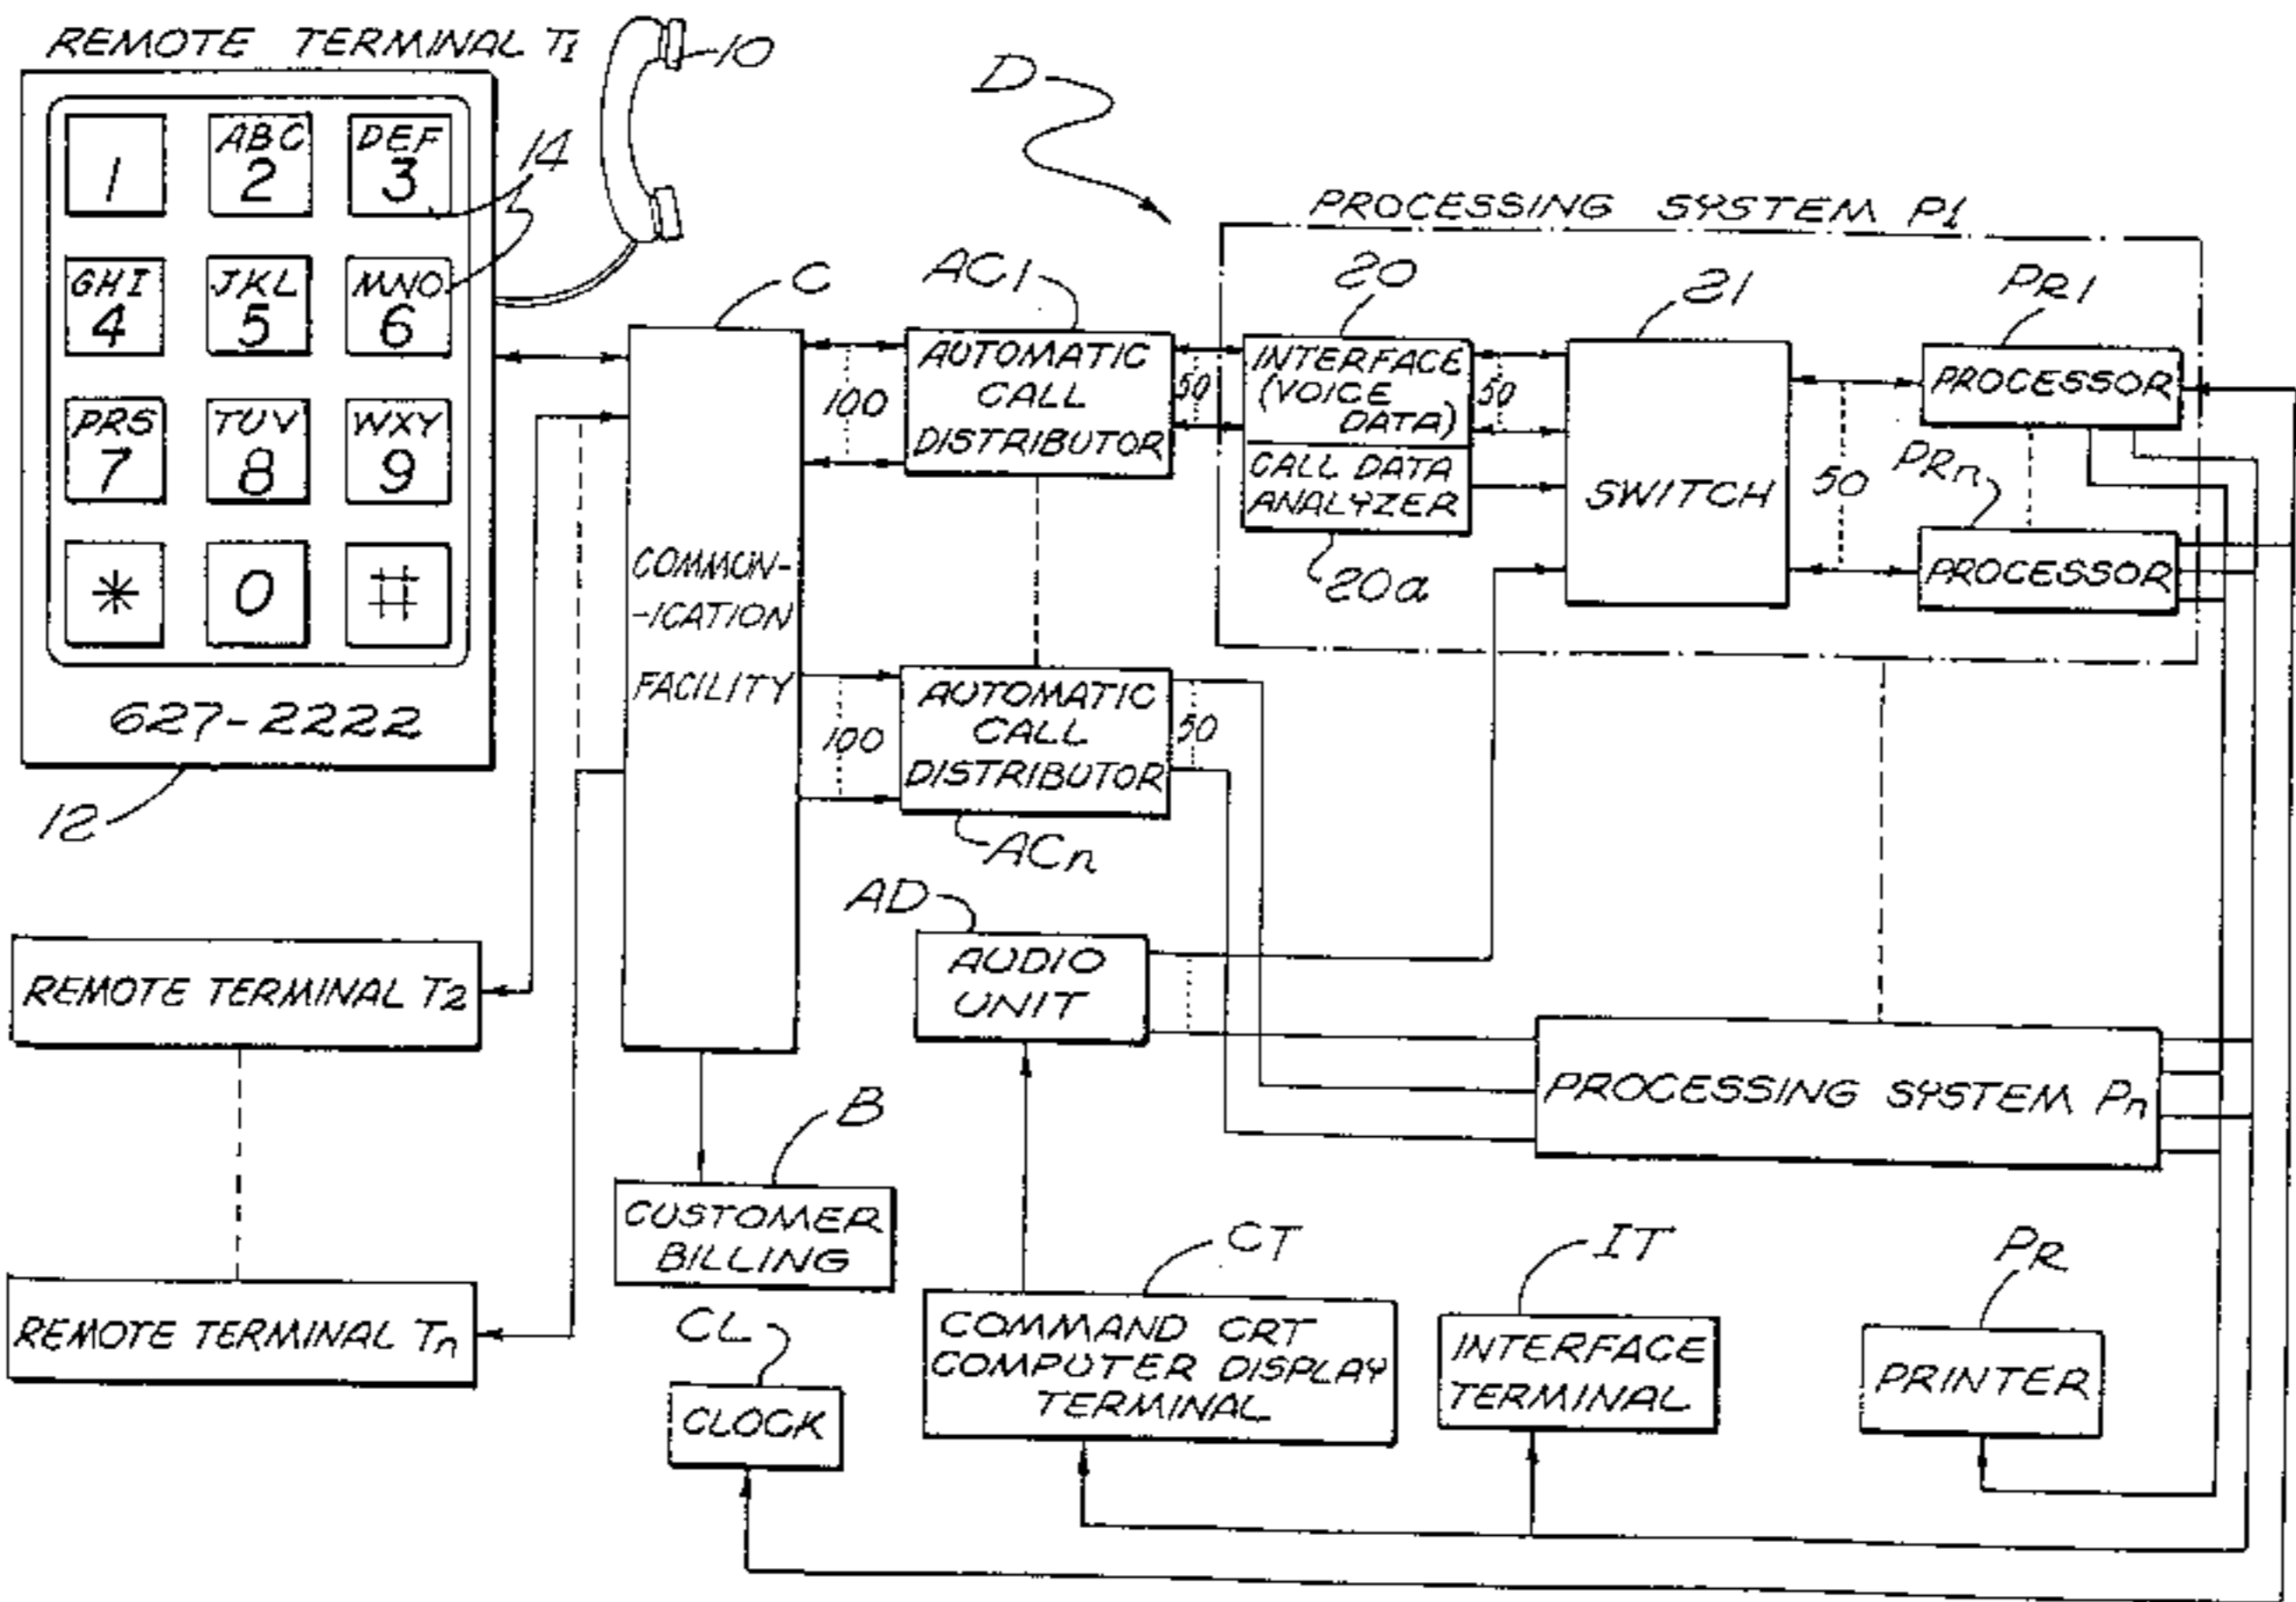 REMOTE TERMINAL T1
10
1
ABC
2
DEF
3
14
GHI
4
JKL
5
MNO
6
PRS
7
TUV
8
WXY
9
*
0
#
627-2222
12
REMOTE TERMINAL T2
REMOTE TERMINAL Tn
D
C
COMMUN-
-ICATION
FACILITY
100
AC1
AUTOMATIC
CALL
DISTRIBUTOR
50
100
AUTOMATIC
CALL
DISTRIBUTOR
50
ACn
PROCESSING SYSTEM P1
20
INTERFACE
(VOICE
DATA)
CALL DATA
ANALYZER
20a
50
21
SWITCH
50
PR1
PROCESSOR
PRn
PROCESSOR
AD
AUDIO
UNIT
PROCESSING SYSTEM Pn
B
CUSTOMER
BILLING
CL
CLOCK
CT
COMMAND CRT
COMPUTER DISPLAY
TERMINAL
IT
INTERFACE
TERMINAL
PR
PRINTER